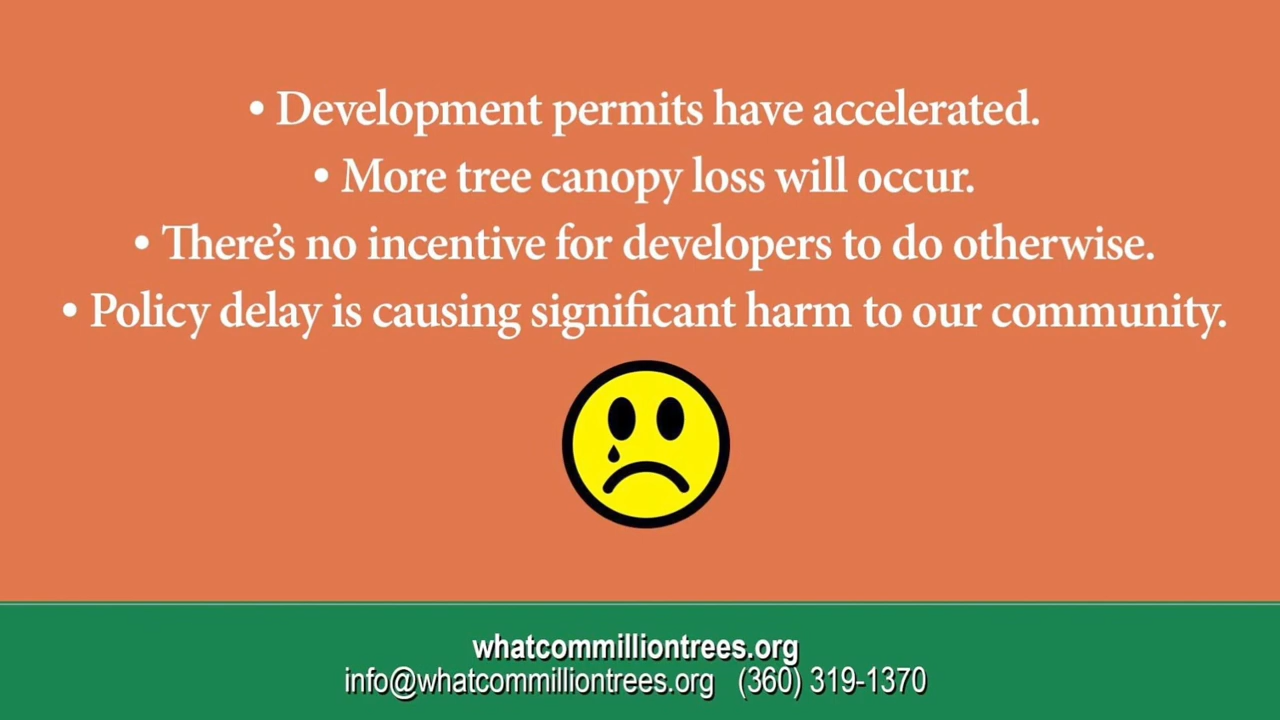 • Development permits have accelerated.
• More tree canopy loss will occur.
• There’s no incentive for developers to do otherwise.
• Policy delay is causing significant harm to our community.
whatcommilliontrees.org
info@whatcommilliontrees.org (360) 319-1370